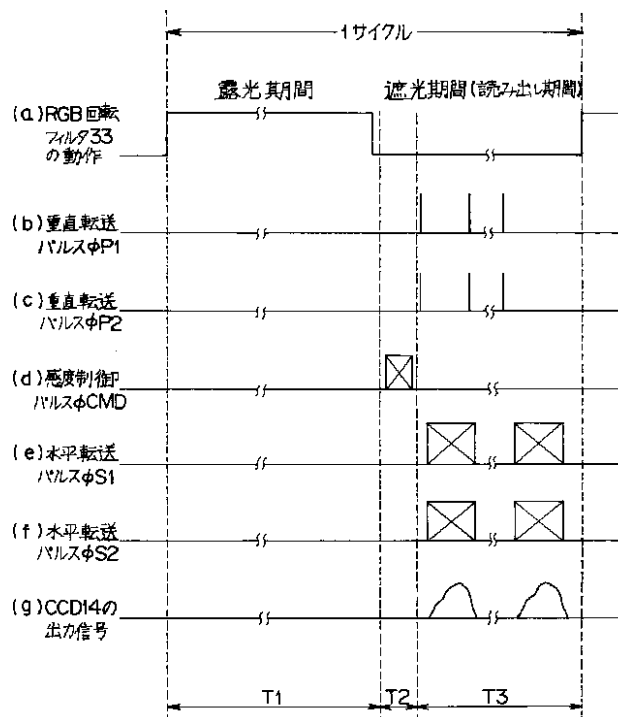 1サイクル
露光期間
遮光期間(読み出し期間)
(a)RGB回転
フィルタ33
の動作
(b)垂直転送
パルスφP1
(c)垂直転送
パルスφP2
(d)感度制御
パルスφCMD
(e)水平転送
パルスφS1
(f)水平転送
パルスφS2
(g)CCD14の
出力信号
T1
T2
T3